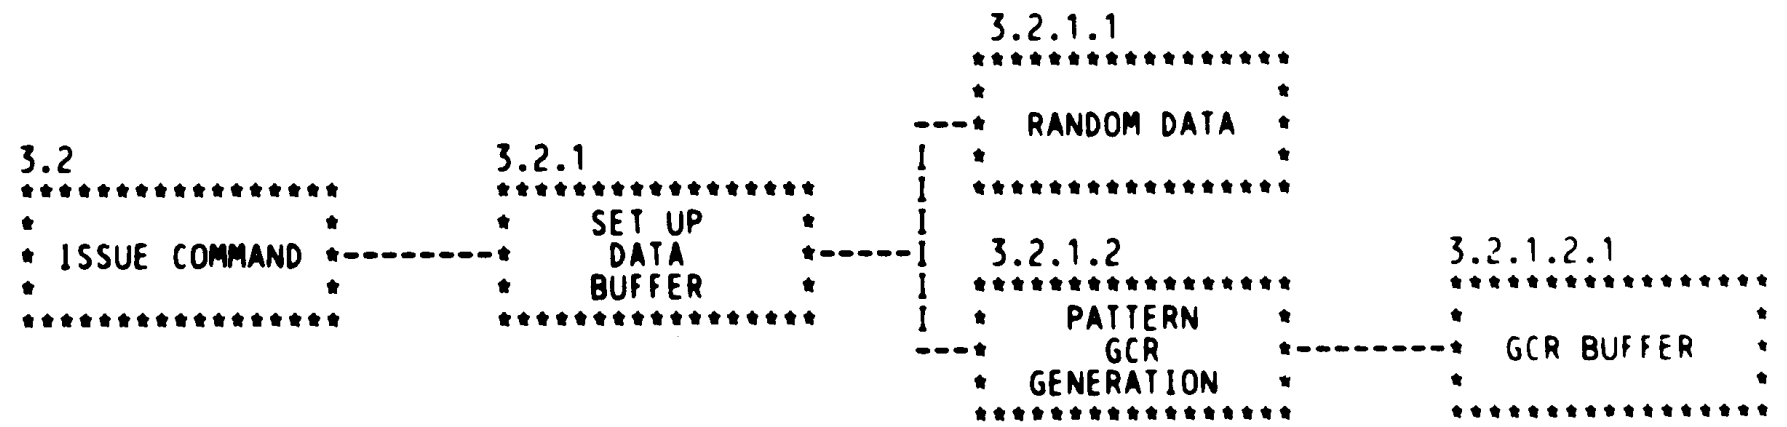 3.2.1.1
RANDOM DATA
3.2
ISSUE COMMAND
3.2.1
SET UP
DATA
BUFFER
3.2.1.2
PATTERN
GCR
GENERATION
3.2.1.2.1
GCR BUFFER